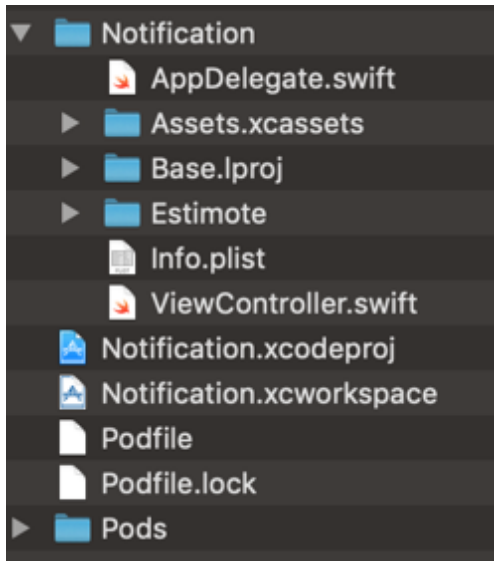 Notification
AppDelegate.swift
Assets.xcassets
Base.lproj
Estimote
Info.plist
ViewController.swift
Notification.xcodeproj
Notification.xcworkspace
Podfile
Podfile.lock
Pods